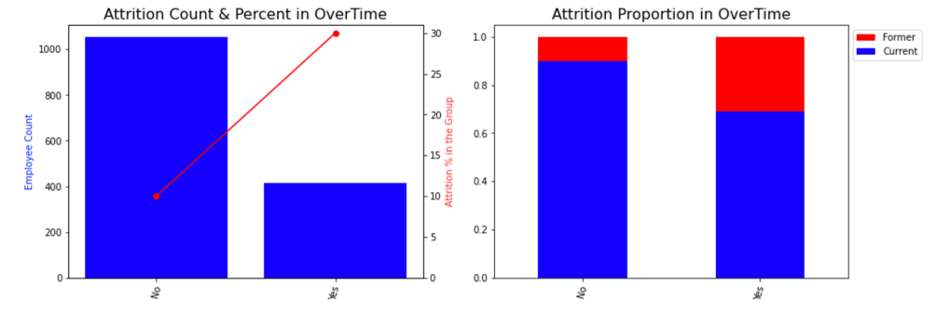 Attrition Count & Percent in OverTime
Employee Count
1000
800
600
400
200
0
30
25
20
15
10
5
0
Attrition % in the Group
No
Yes
Attrition Proportion in OverTime
1.0
0.8
0.6
0.4
0.2
0.0
No
Yes
Former
Current